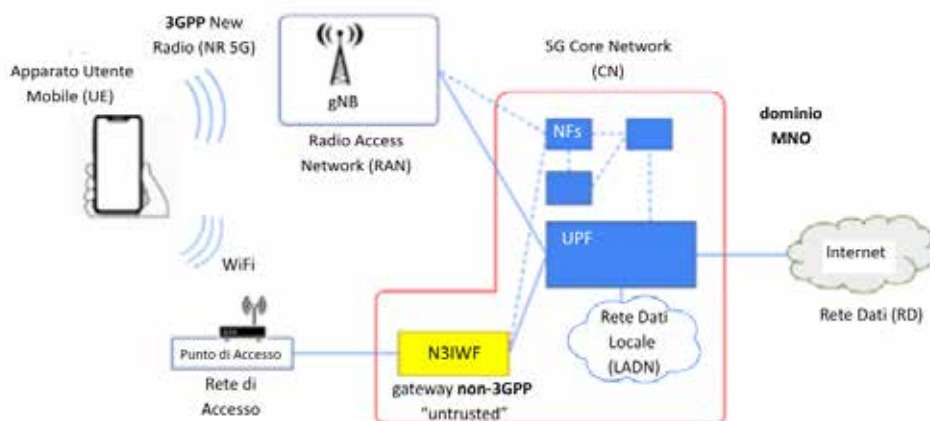 3GPP New
Radio (NR 5G)
Apparato Utente
Mobile (UE)
gNB
Radio Access
Network (RAN)
5G Core Network
(CN)
dominio
MNO
NFs
UPF
Internet
Rete Dati (RD)
Rete Dati
Locale
(LADN)
WiFi
Punto di Accesso
Rete di
Accesso
N3IWF
gateway non-3GPP
"untrusted"